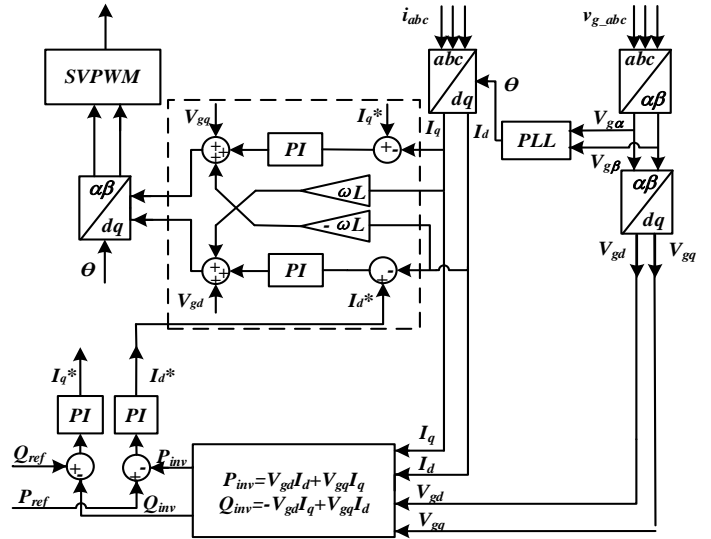 i_abc
v_g_abc
SVPWM
abc
dq
abc
αβ
V_gq
I_q*
I_q
I_d
Θ
PLL
V_gα
V_gβ
PI
ωL
- ωL
αβ
dq
αβ
dq
Θ
PI
V_gd
I_d*
V_gd
V_gq
I_q*
I_d*
PI
PI
Q_ref
P_inv
P_ref
Q_inv
P_inv=V_gdI_d+V_gqI_q
Q_inv=-V_gdI_q+V_gqI_d
I_q
I_d
V_gd
V_gq